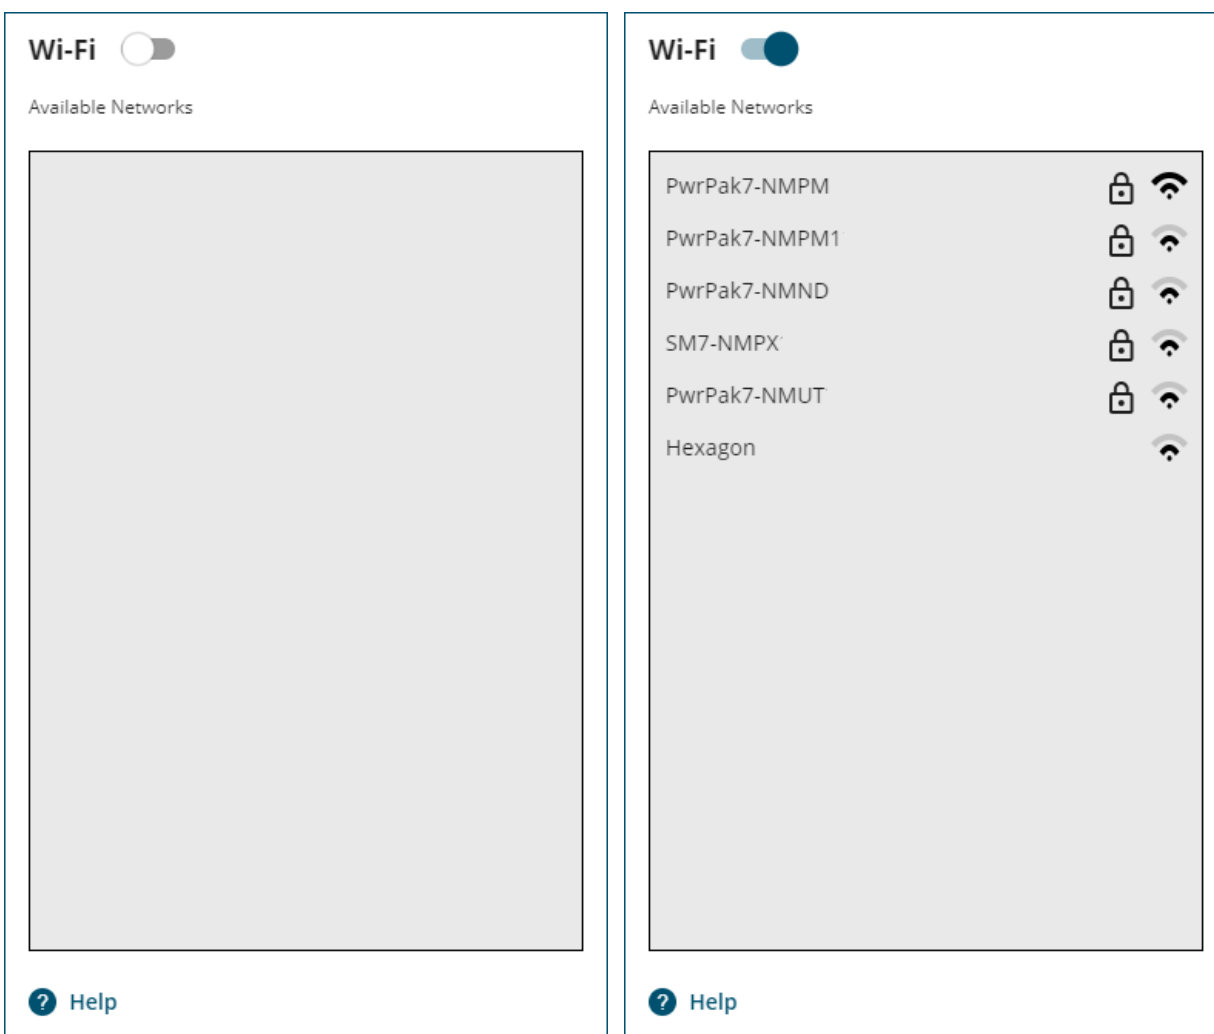 Wi-Fi
Available Networks
Help
Wi-Fi
Available Networks
PwrPak7-NMPM
PwrPak7-NMPM1
PwrPak7-NMND
SM7-NMPX
PwrPak7-NMUT
Hexagon
Help